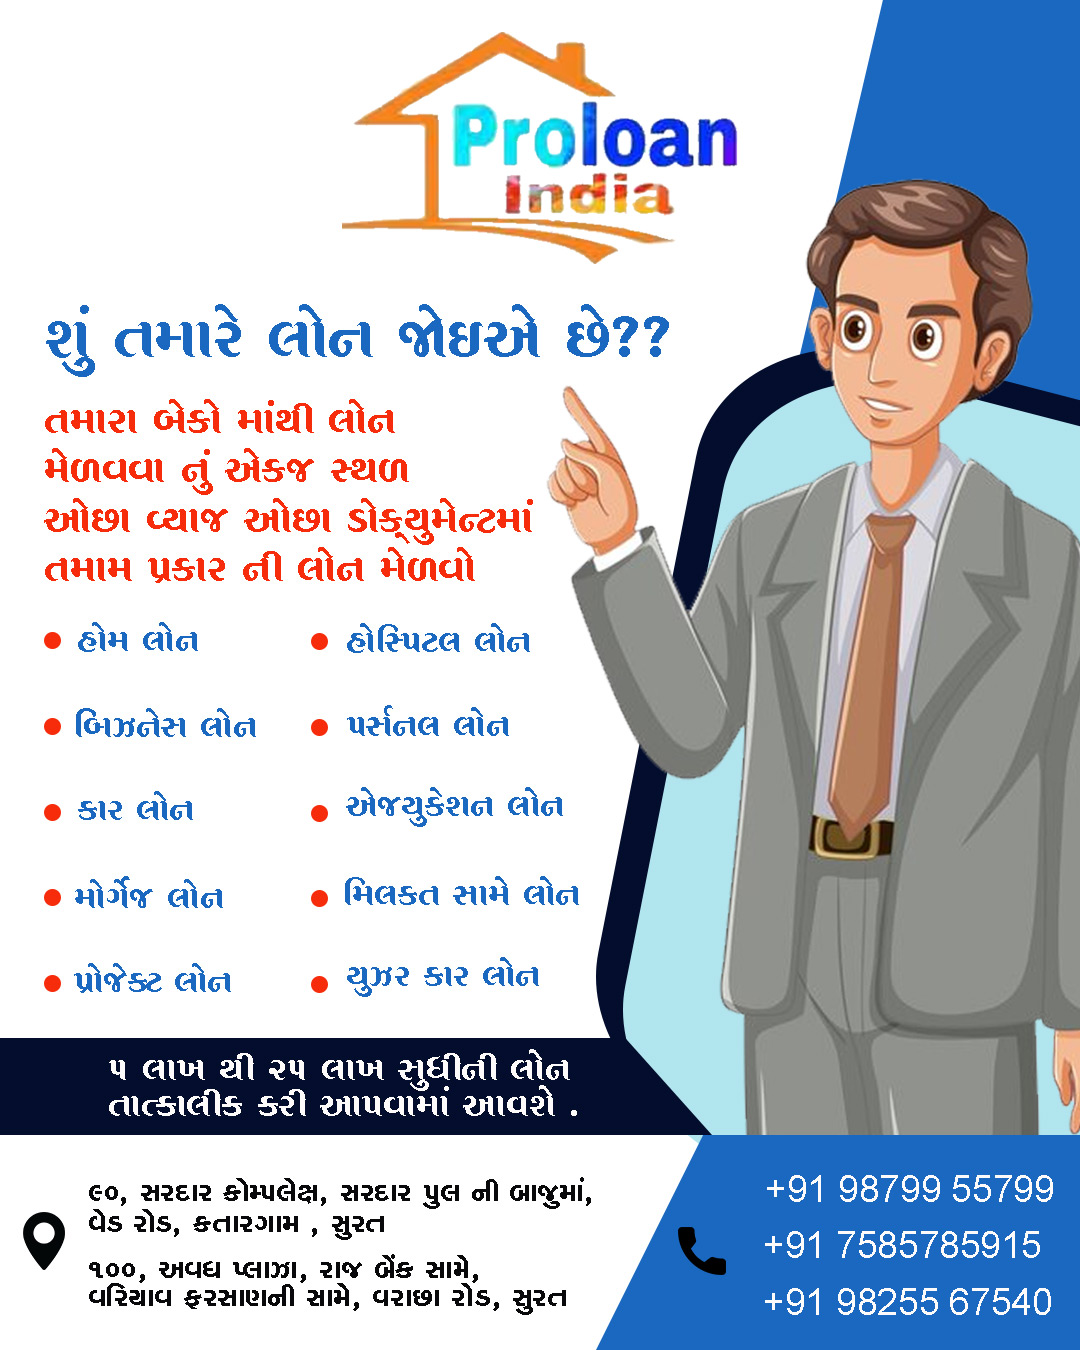 Proloan
India
શું તમારે લોન જોઇએ છે??
તમારા બેકો માંથી લોન
મેળવવા નું એકજ સ્થળ
ઓછા વ્યાજ ઓછા ડોક્યુમેન્ટમાં
તમામ પ્રકાર ની લોન મેળવો
હોમ લોન
હોસ્પિટલ લોન
બિઝનેસ લોન
પર્સનલ લોન
કાર લોન
એજયુકેશન લોન
મોર્ગેજ લોન
મિલકત સામે લોન
પ્રોજેક્ટ લોન
યુઝર કાર લોન
૫ લાખ થી ૨૫ લાખ સુધીની લોન
તાત્કાલીક કરી આપવામાં આવશે .
૯૦, સરદાર કોમ્પલેક્ષ, સરદાર પુલ ની બાજુમાં,
વેડ રોડ, કતારગામ , સુરત
૧૦૦, અવધ પ્લાઝા, રાજ બેંક સામે,
વરિયાવ ફરસાણની સામે, વરાછા રોડ, સુરત
+91 98799 55799
+91 7585785915
+91 98255 67540